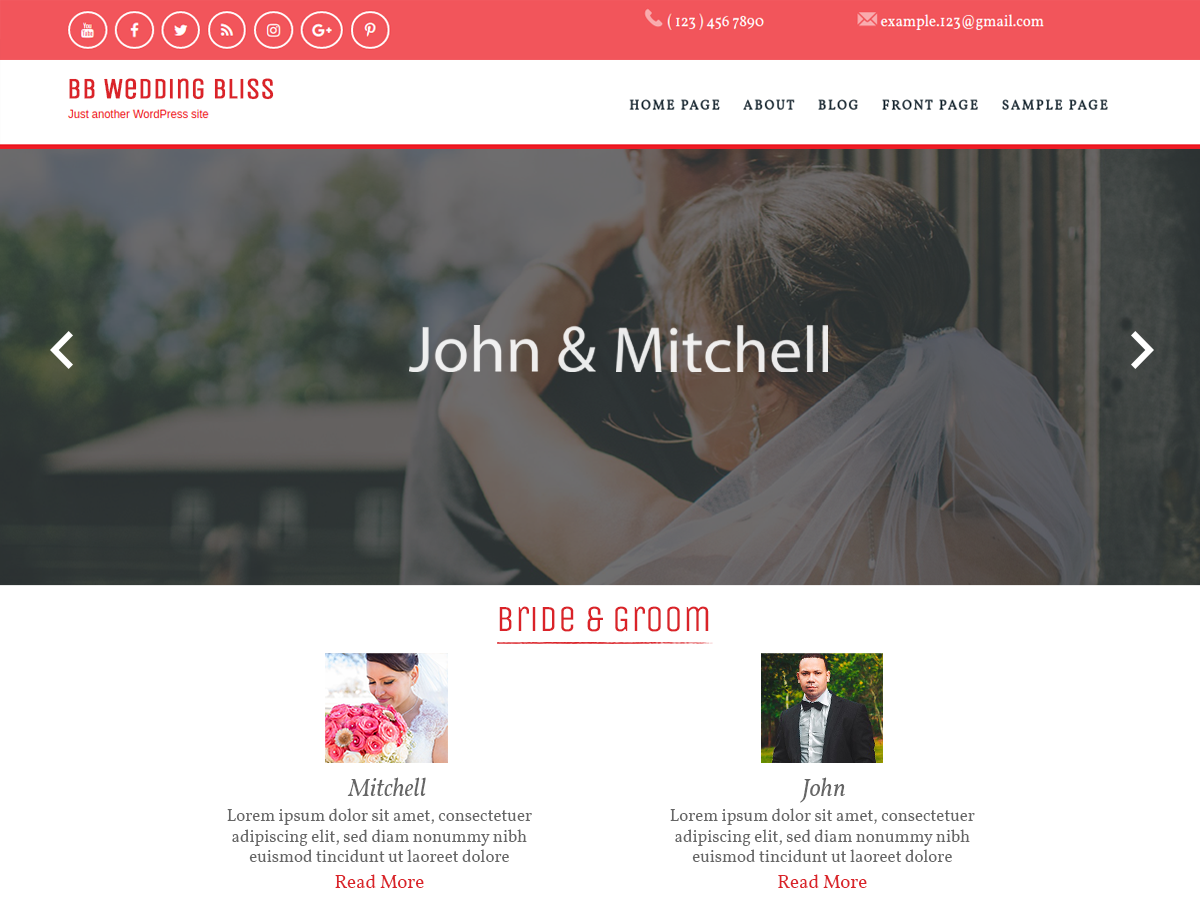 ( 123 ) 456 7890
example.123@gmail.com
BB Wedding Bliss
Just another WordPress site
HOME PAGE ABOUT BLOG FRONT PAGE SAMPLE PAGE
John & Mitchell
Bride & Groom
Mitchell
Lorem ipsum dolor sit amet, consectetuer
adipiscing elit, sed diam nonummy nibh
euismod tincidunt ut laoreet dolore
Read More
John
Lorem ipsum dolor sit amet, consectetuer
adipiscing elit, sed diam nonummy nibh
euismod tincidunt ut laoreet dolore
Read More